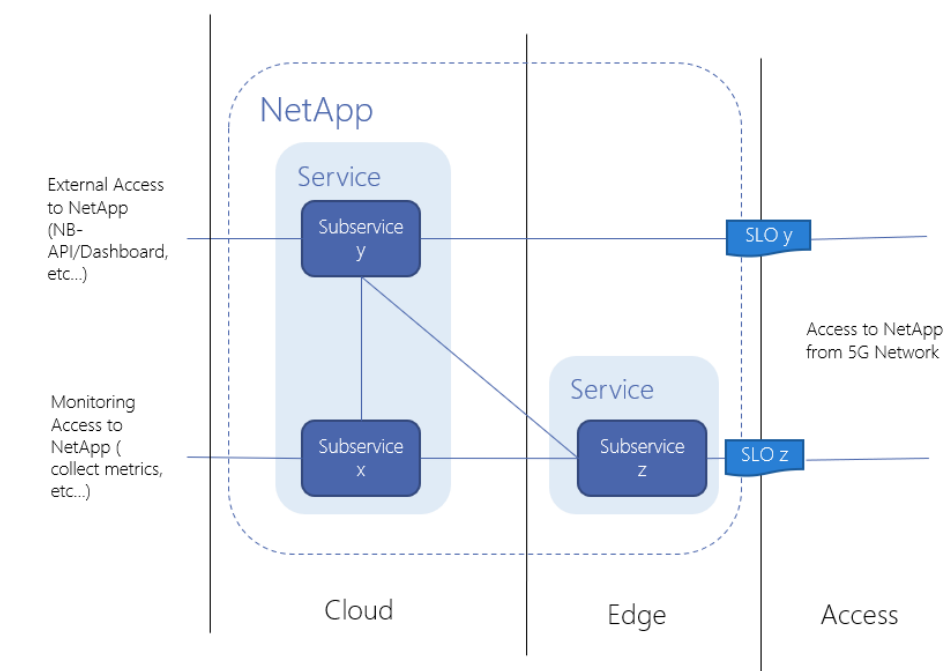 NetApp
Service
External Access
to NetApp
(NB-
API/Dashboard,
etc...)
Subservice
y
SLO y
Access to NetApp
from 5G Network
Service
Monitoring
Access to
NetApp (
collect metrics,
etc...)
Subservice
x
Subservice
z
SLO z
Cloud
Edge
Access